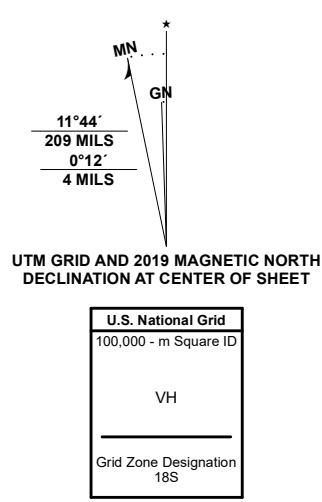 ★
MN
GN
11°44´
209 MILS
0°12´
4 MILS
UTM GRID AND 2019 MAGNETIC NORTH
DECLINATION AT CENTER OF SHEET
U.S. National Grid
100,000 - m Square ID
VH
Grid Zone Designation
18S